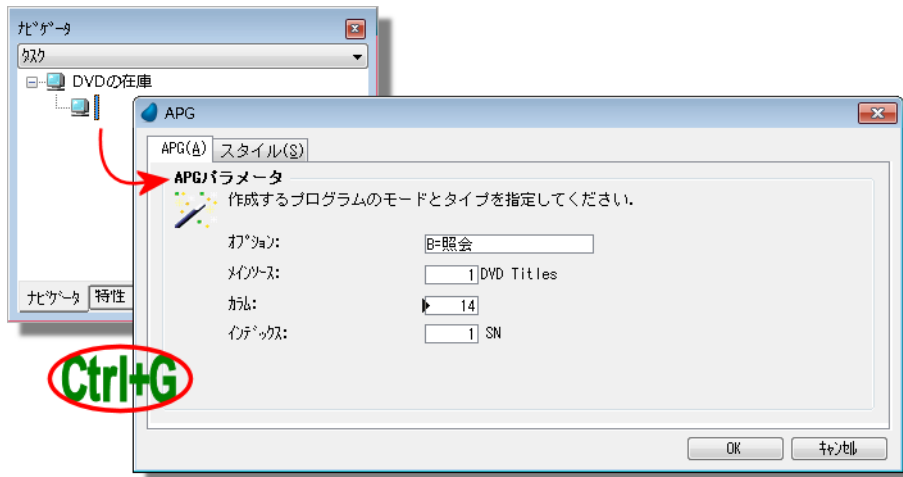 ナビゲータ
タスク
DVDの在庫
ナビゲータ 特性
Ctrl+G
APG
APG(A) スタイル(S)
APGパラメータ
作成するプログラムのモードとタイプを指定してください.
オプション: B=照会
メインソース: 1 DVD Titles
カラム: 14
インデックス: 1 SN
OK キャンセル